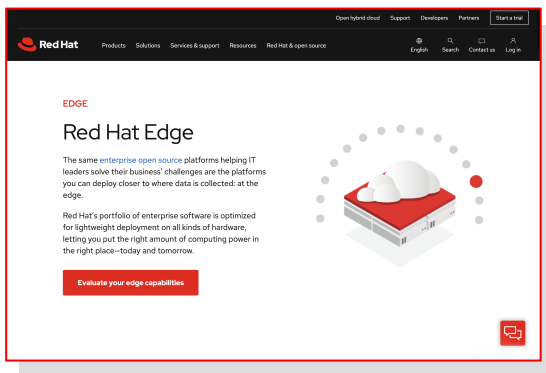 Open hybrid cloud Support Developers Partners Start a trial
Red Hat Products Solutions Services & support Resources Red Hat & open source English Search Contact us Log in
EDGE
Red Hat Edge
The same enterprise open source platforms helping IT
leaders solve their business' challenges are the platforms
you can deploy closer to where data is collected: at the
edge.
Red Hat's portfolio of enterprise software is optimized
for lightweight deployment on all kinds of hardware,
letting you put the right amount of computing power in
the right place—today and tomorrow.
Evaluate your edge capabilities